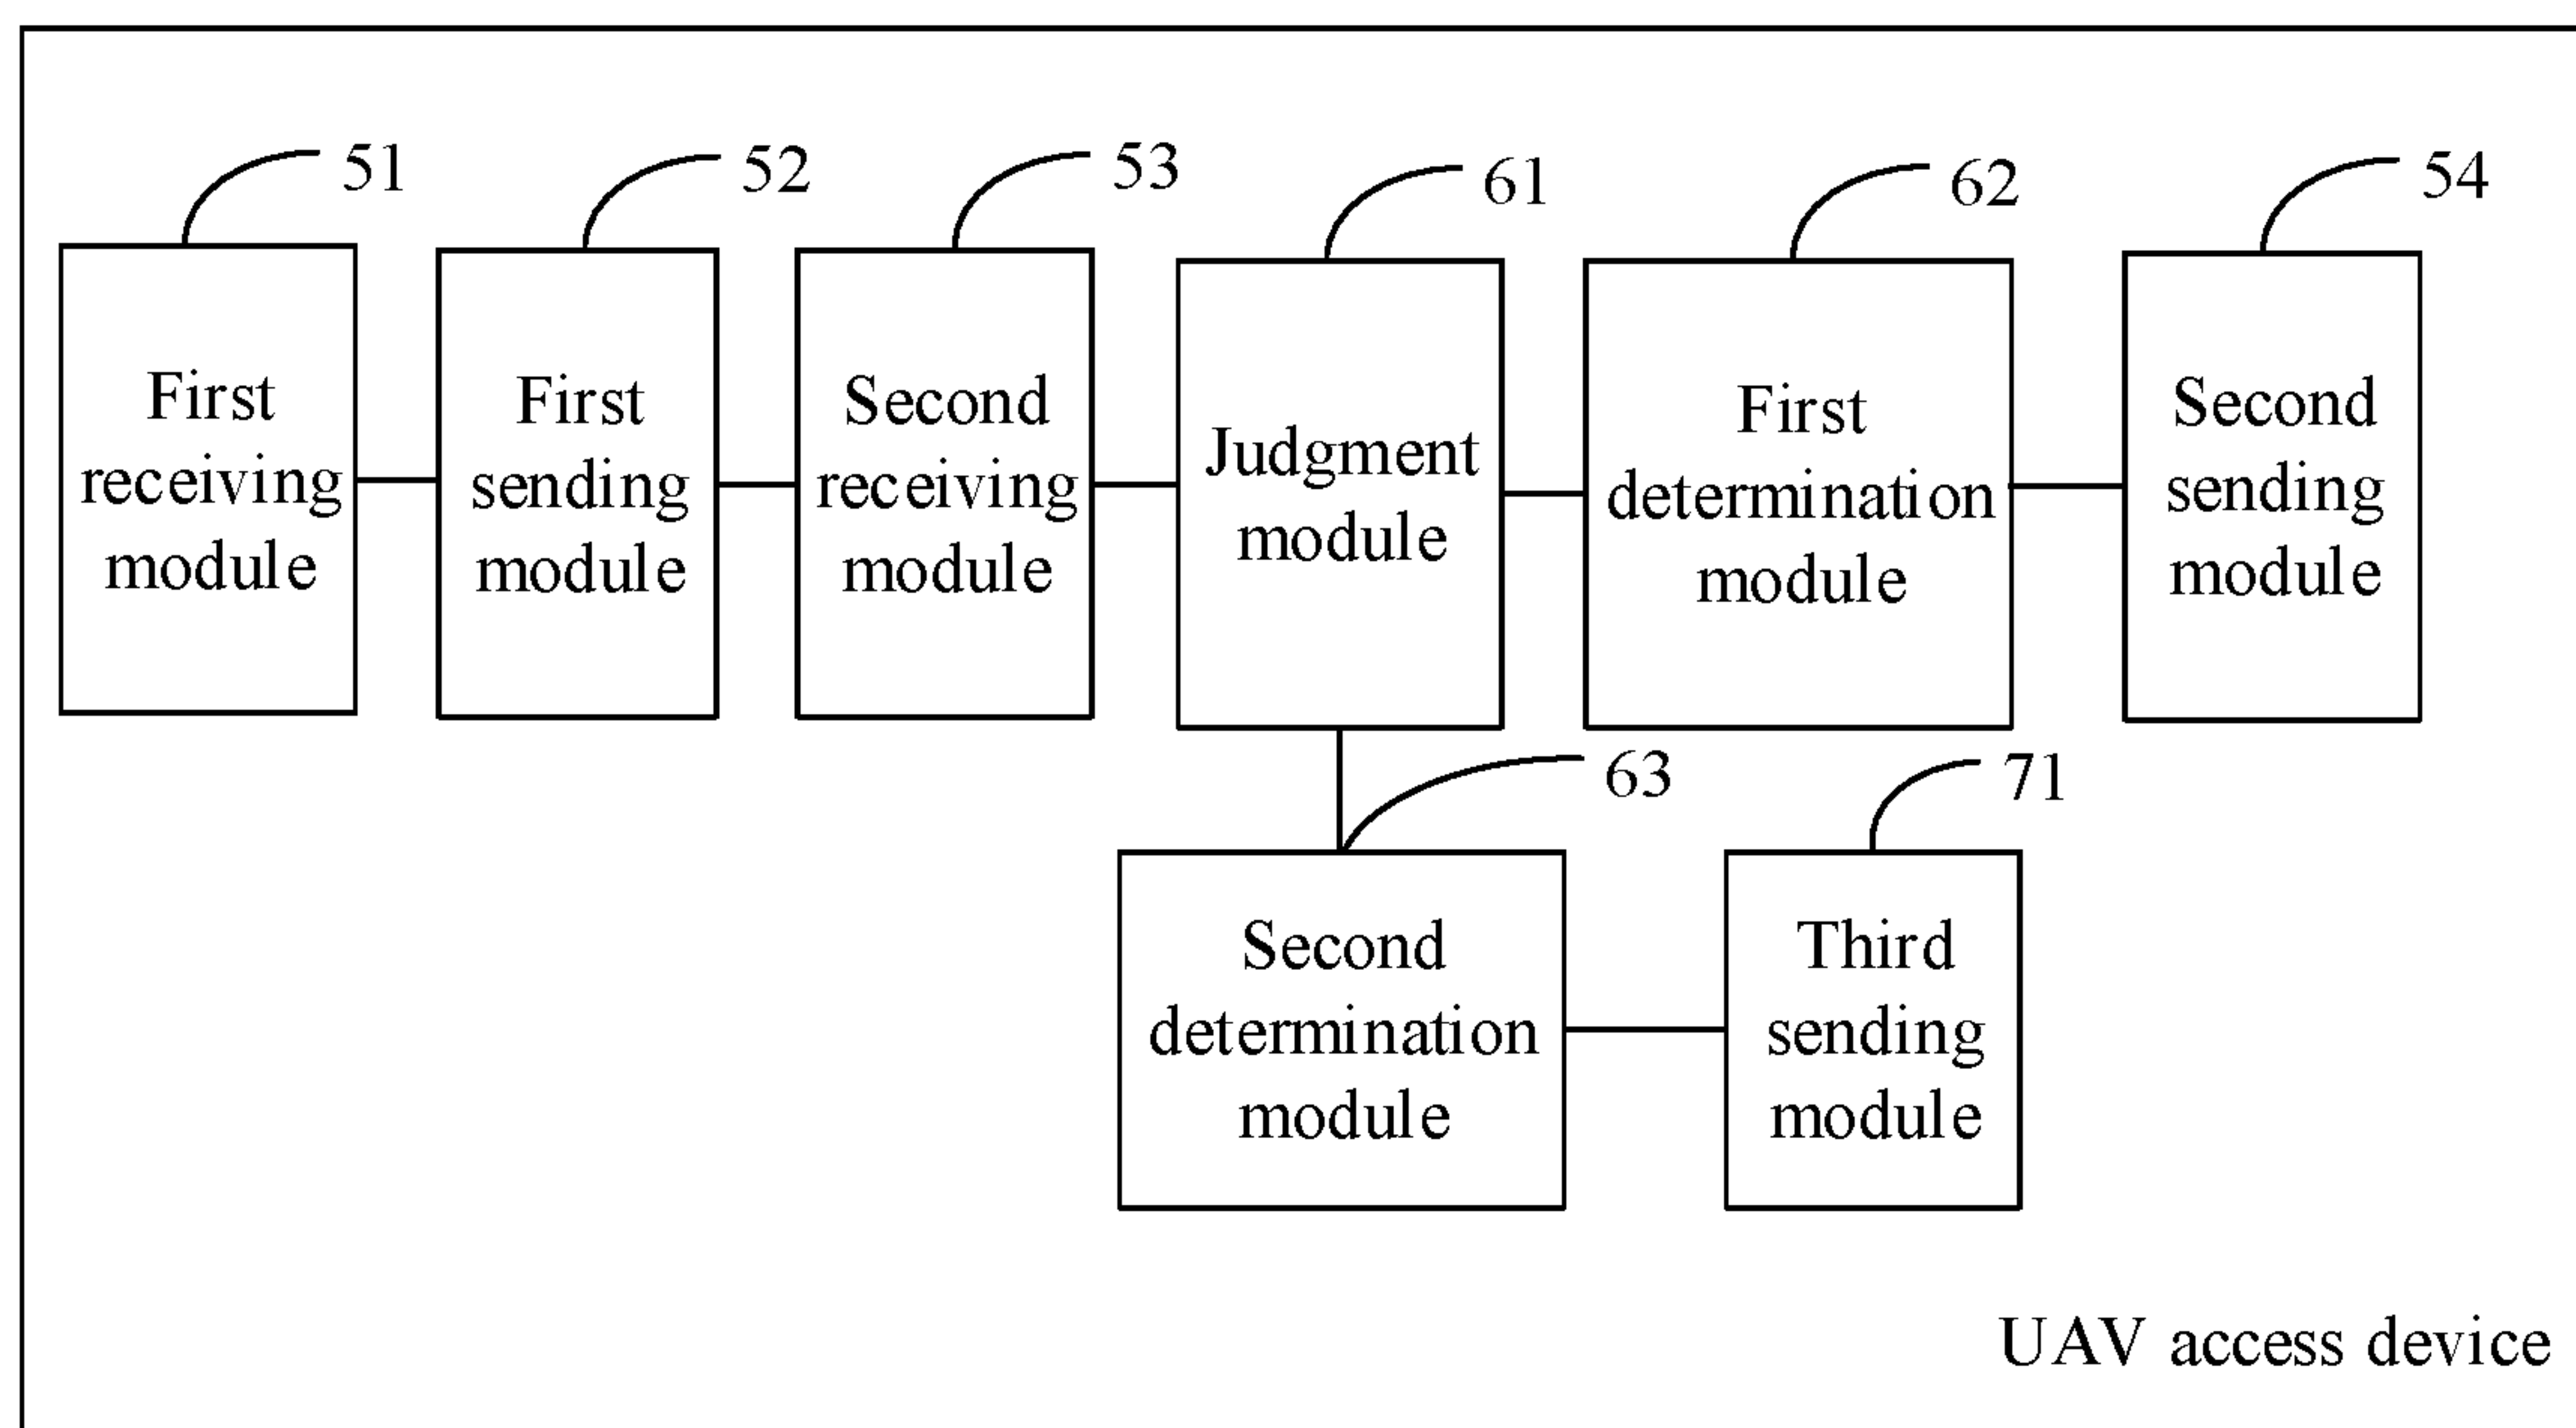 51
52
53
61
62
54
First
receiving
module
First
sending
module
Second
receiving
module
Judgment
module
First
determination
module
Second
sending
module
63
71
Second
determination
module
Third
sending
module
UAV access device